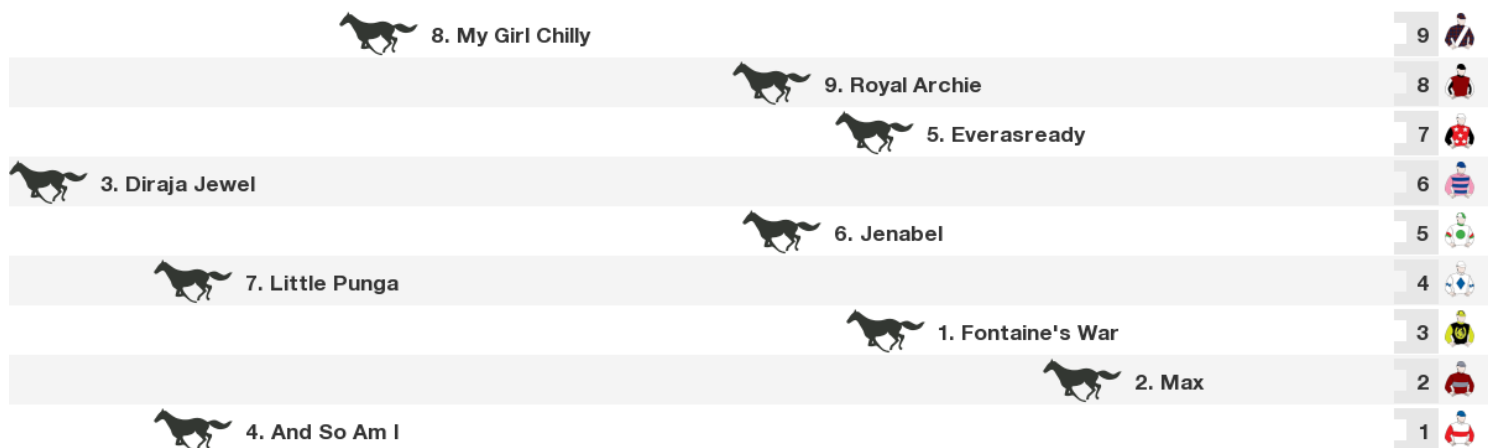 8. My Girl Chilly 9
9. Royal Archie 8
5. Everasready 7
3. Diraja Jewel 6
6. Jenabel 5
7. Little Punga 4
1. Fontaine's War 3
2. Max 2
4. And So Am I 1